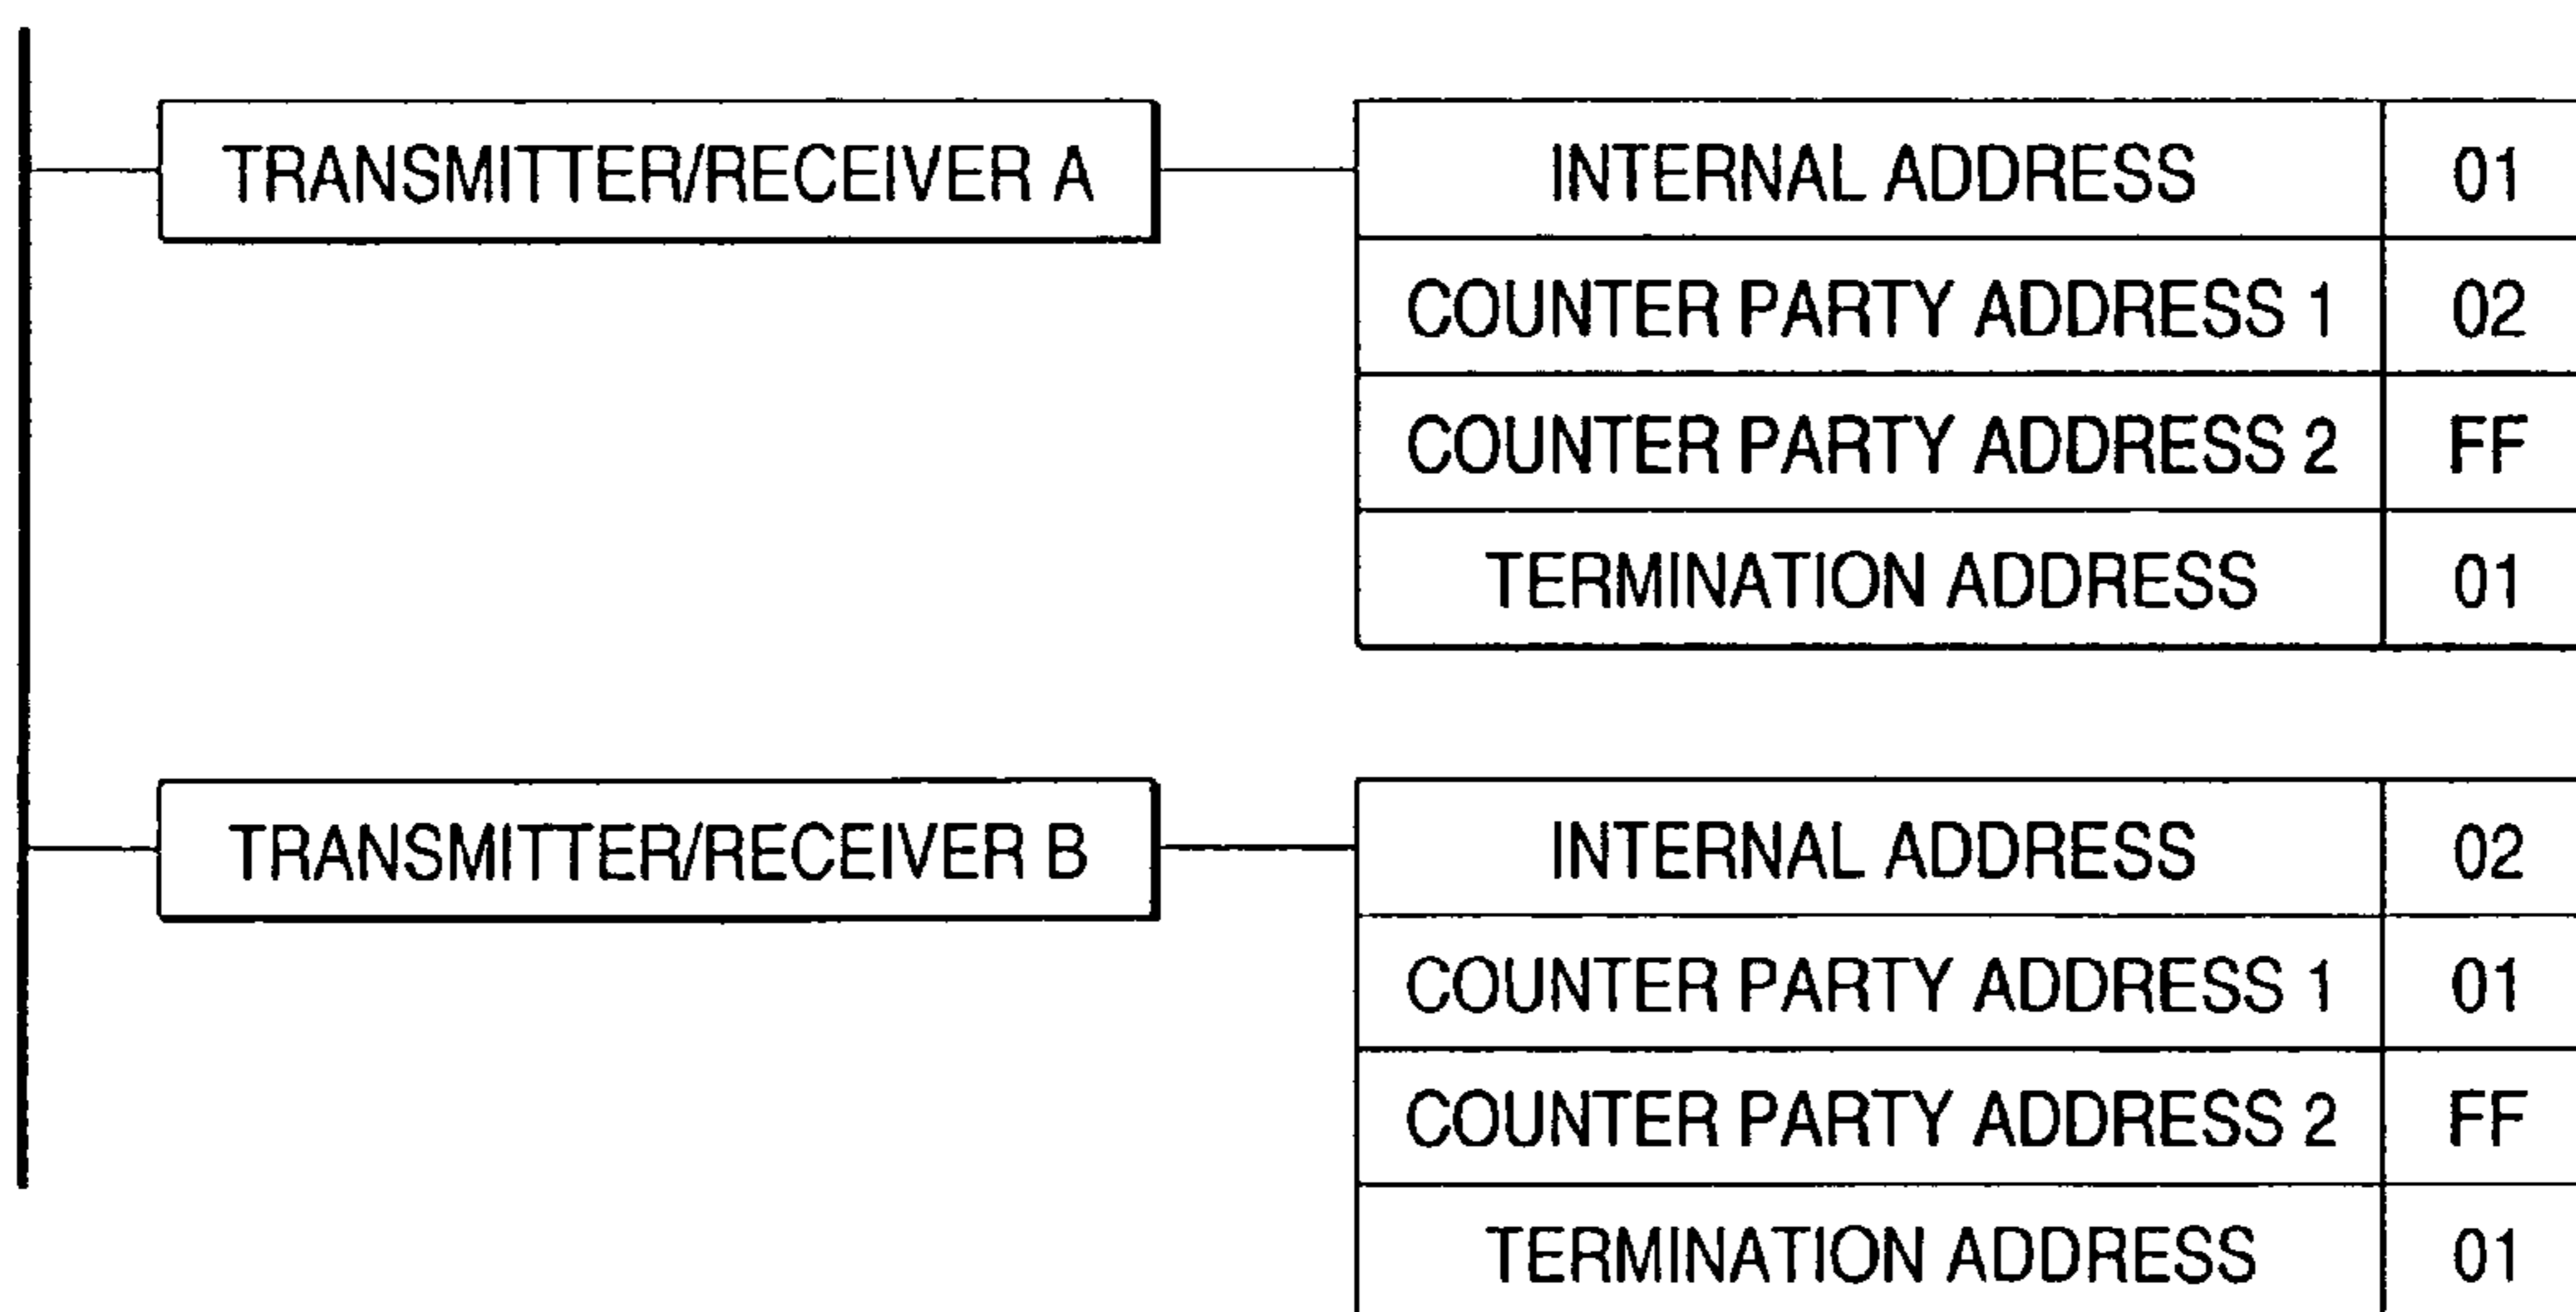 TRANSMITTER/RECEIVER A
INTERNAL ADDRESS 01
COUNTER PARTY ADDRESS 1 02
COUNTER PARTY ADDRESS 2 FF
TERMINATION ADDRESS 01
TRANSMITTER/RECEIVER B
INTERNAL ADDRESS 02
COUNTER PARTY ADDRESS 1 01
COUNTER PARTY ADDRESS 2 FF
TERMINATION ADDRESS 01